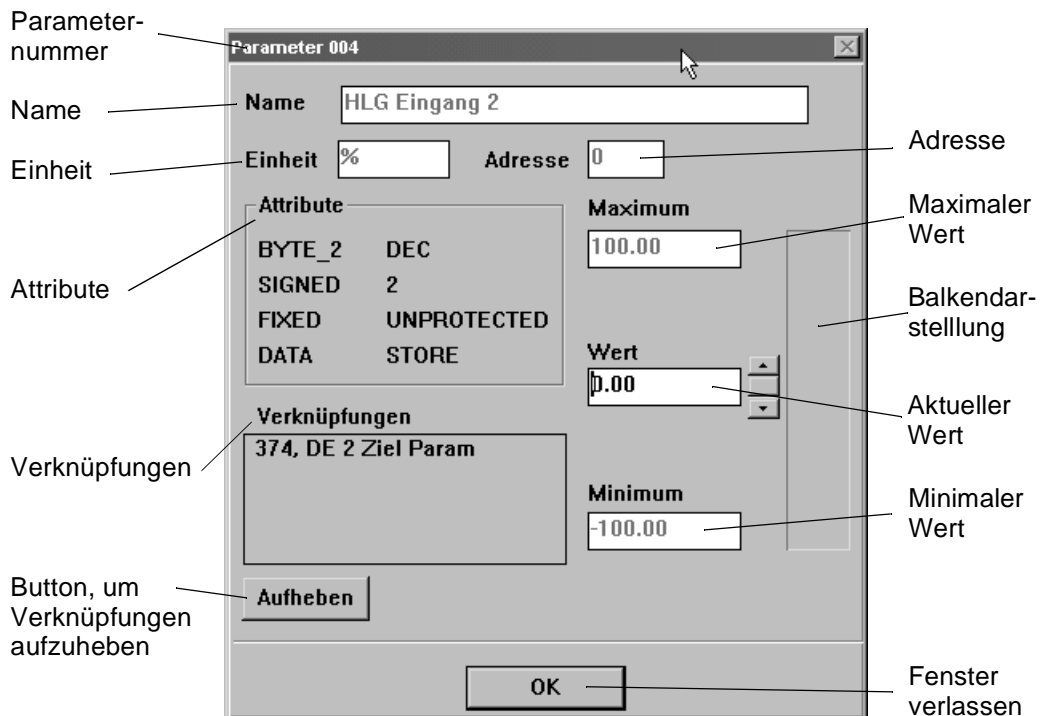 Parameter-
nummer
Name
Einheit
Attribute
Verknüpfungen
Button, um
Verknüpfungen
aufzuheben
Parameter 004
Name HLG Eingang 2
Einheit % Adresse 0
Attribute
BYTE_2 DEC
SIGNED 2
FIXED UNPROTECTED
DATA STORE
Verknüpfungen
374, DE 2 Ziel Param
Aufheben
Maximum
100.00
Wert
0.00
Minimum
-100.00
OK
Adresse
Maximaler
Wert
Balkendar-
stelllung
Aktueller
Wert
Minimaler
Wert
Fenster
verlassen